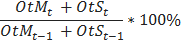 OtM_t + OtS_t
OtM_{t−1} + OtS_{t−1} * 100%